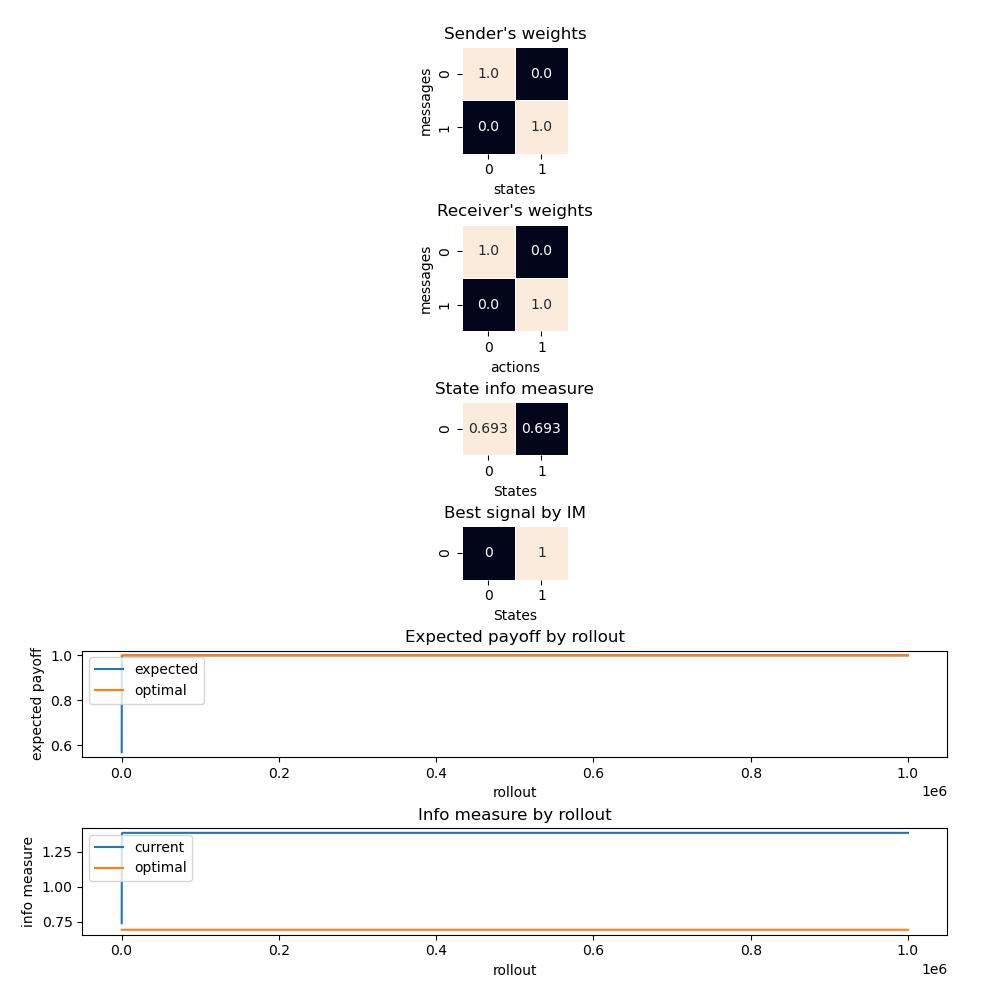 Sender's weights
messages
0
1.0 0.0
1
0.0 1.0
0 1
states
Receiver's weights
messages
0
1.0 0.0
1
0.0 1.0
0 1
actions
State info measure
0
0.693 0.693
0 1
States
Best signal by IM
0
0 1
0 1
States
Expected payoff by rollout
expected payoff
1.0
0.8
0.6
expected
optimal
0.0 0.2 0.4 0.6 0.8 1.0
1e6
rollout
Info measure by rollout
info measure
1.25
1.00
0.75
current
optimal
0.0 0.2 0.4 0.6 0.8 1.0
1e6
rollout